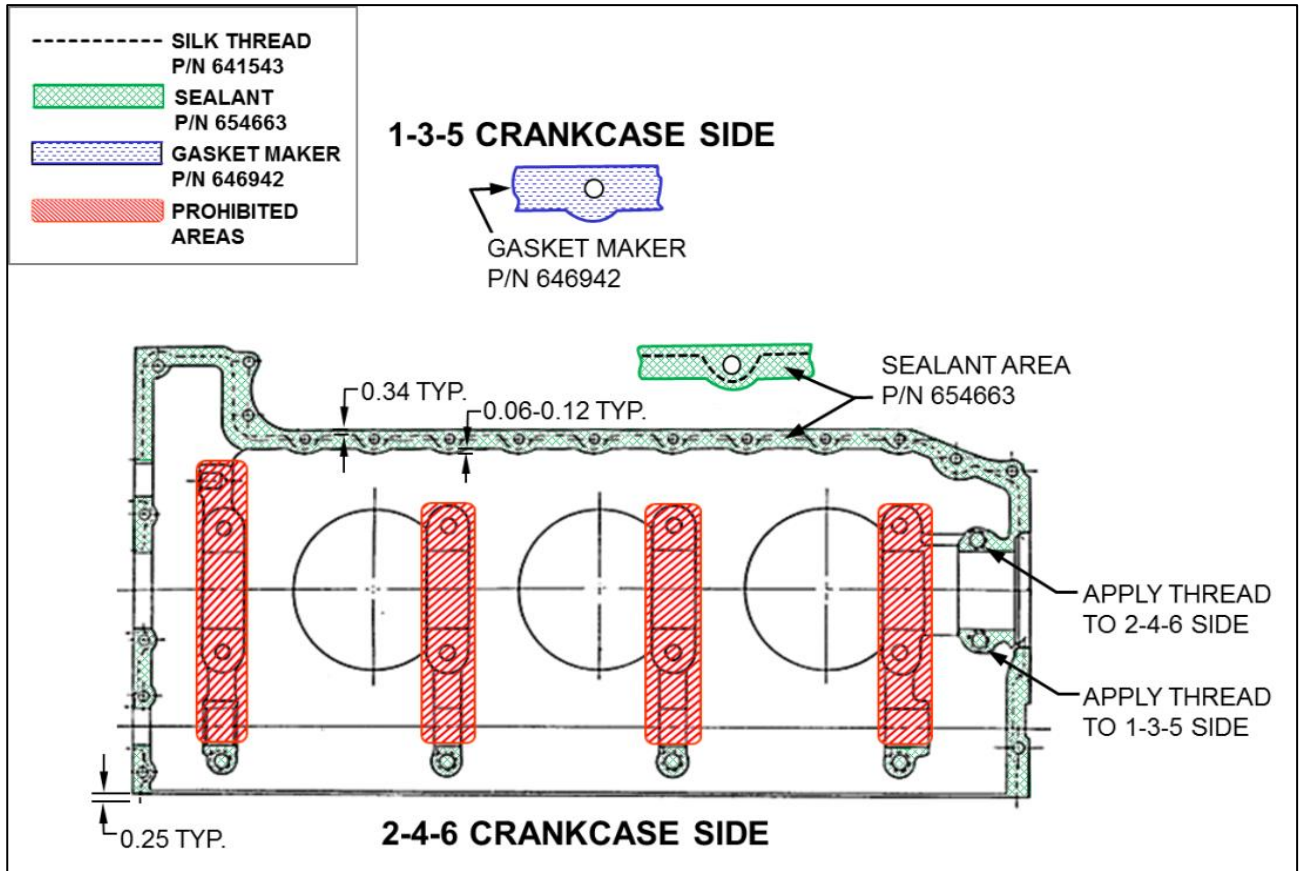 SILK THREAD
P/N 641543
SEALANT
P/N 654663
GASKET MAKER
P/N 646942
PROHIBITED
AREAS
1-3-5 CRANKCASE SIDE
GASKET MAKER
P/N 646942
SEALANT AREA
P/N 654663
0.34 TYP.
0.06-0.12 TYP.
APPLY THREAD
TO 2-4-6 SIDE
APPLY THREAD
TO 1-3-5 SIDE
0.25 TYP.
2-4-6 CRANKCASE SIDE